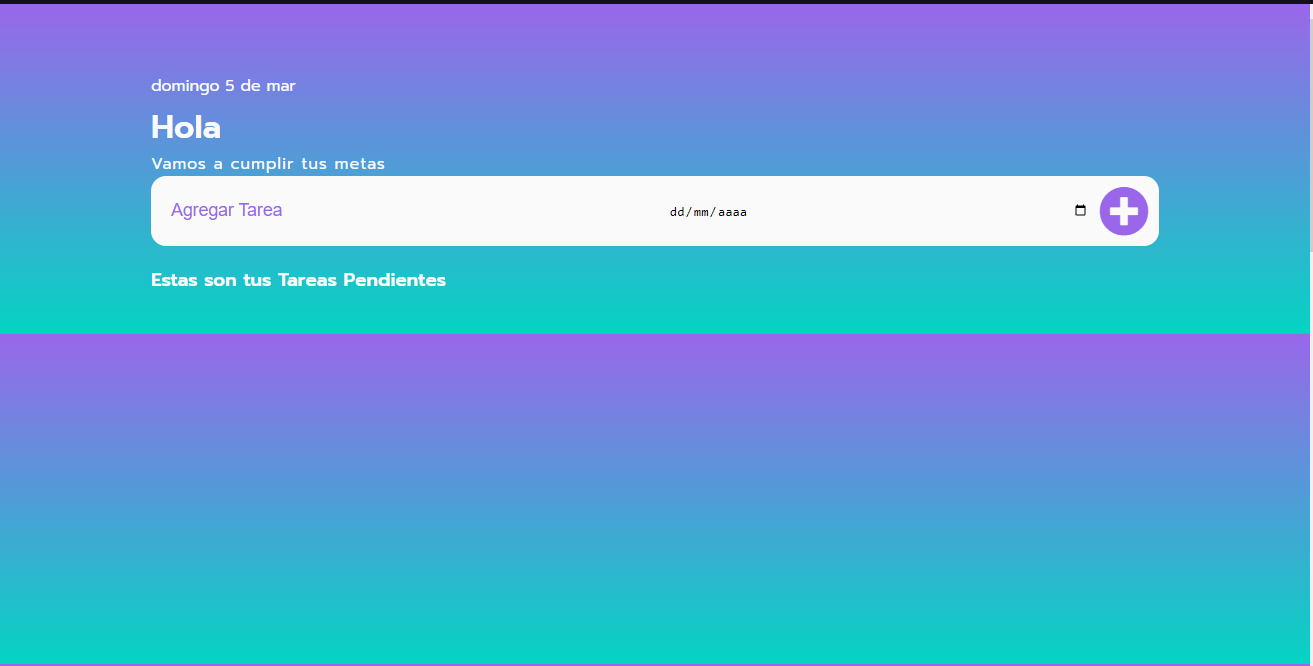 domingo 5 de mar
Hola
Vamos a cumplir tus metas
Agregar Tarea dd/mm/aaaa
Estas son tus Tareas Pendientes